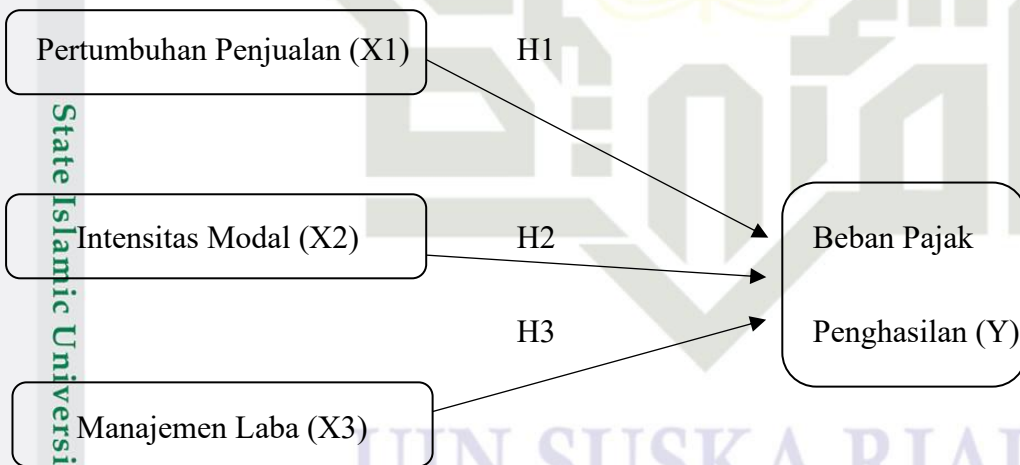 Pertumbuhan Penjualan (X1)
H1
State Islamic Universi
Intensitas Modal (X2)
H2
Beban Pajak
H3
Penghasilan (Y)
Manajemen Laba (X3)
UIN SUSKA RIAU